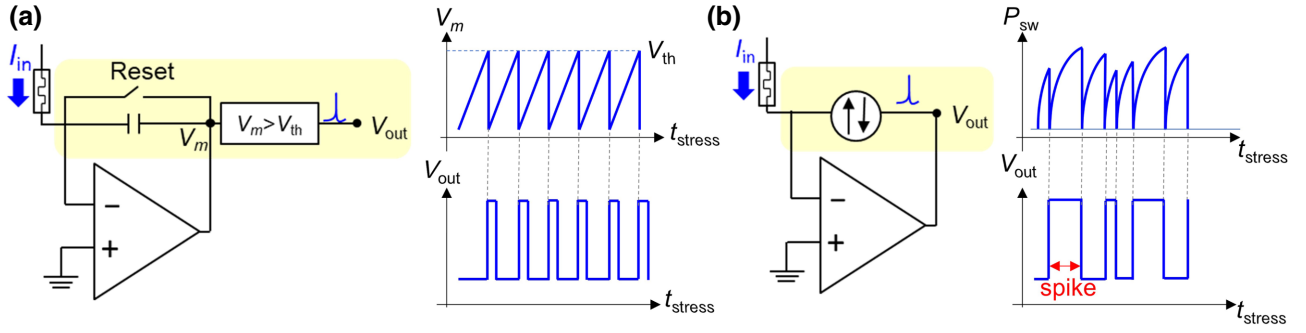 (a)
I_in
Reset
V_m
V_m>V_th
V_out
−
+
V_m
V_th
t_stress
V_out
t_stress
(b)
I_in
V_out
−
+
P_sw
t_stress
V_out
spike
t_stress